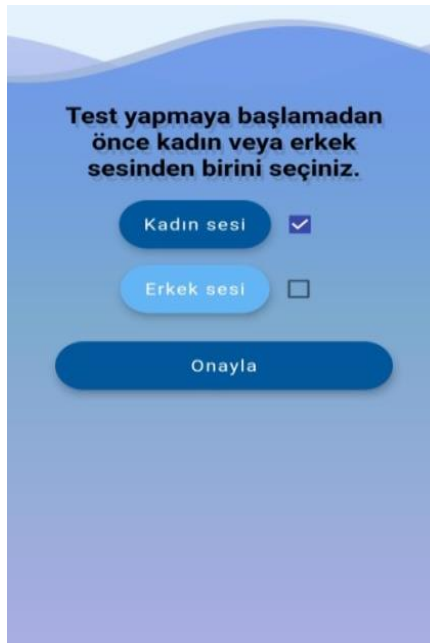 Test yapmaya başlamadan
önce kadın veya erkek
sesinden birini seçiniz.
Kadın sesi
Erkek sesi
Onayla